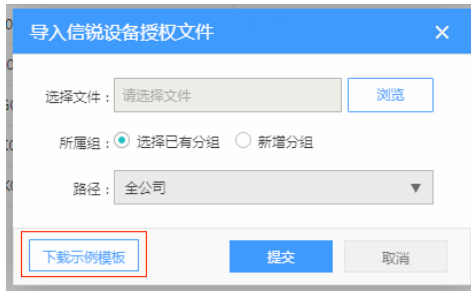 导入信锐设备授权文件
选择文件： 请选择文件 浏览
所属组： 选择已有分组 新增分组
路径： 全公司
下载示例模板 提交 取消